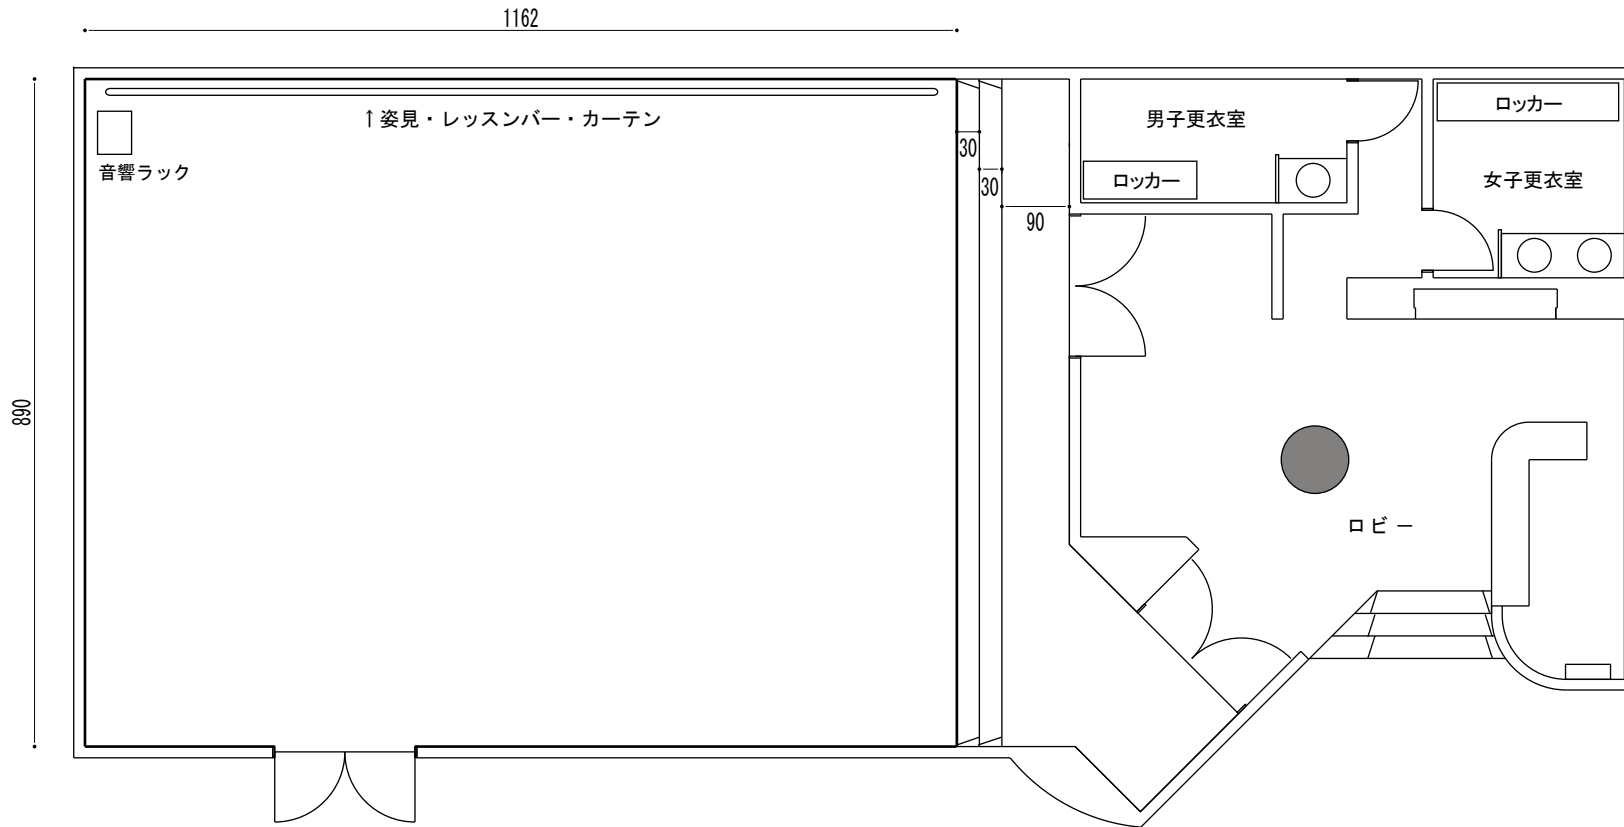 1162
ロッカー
↑姿見・レッスンバー・カーテン
男子更衣室
30
音響ラック
30
ロッカー
女子更衣室
90
890
ロビー